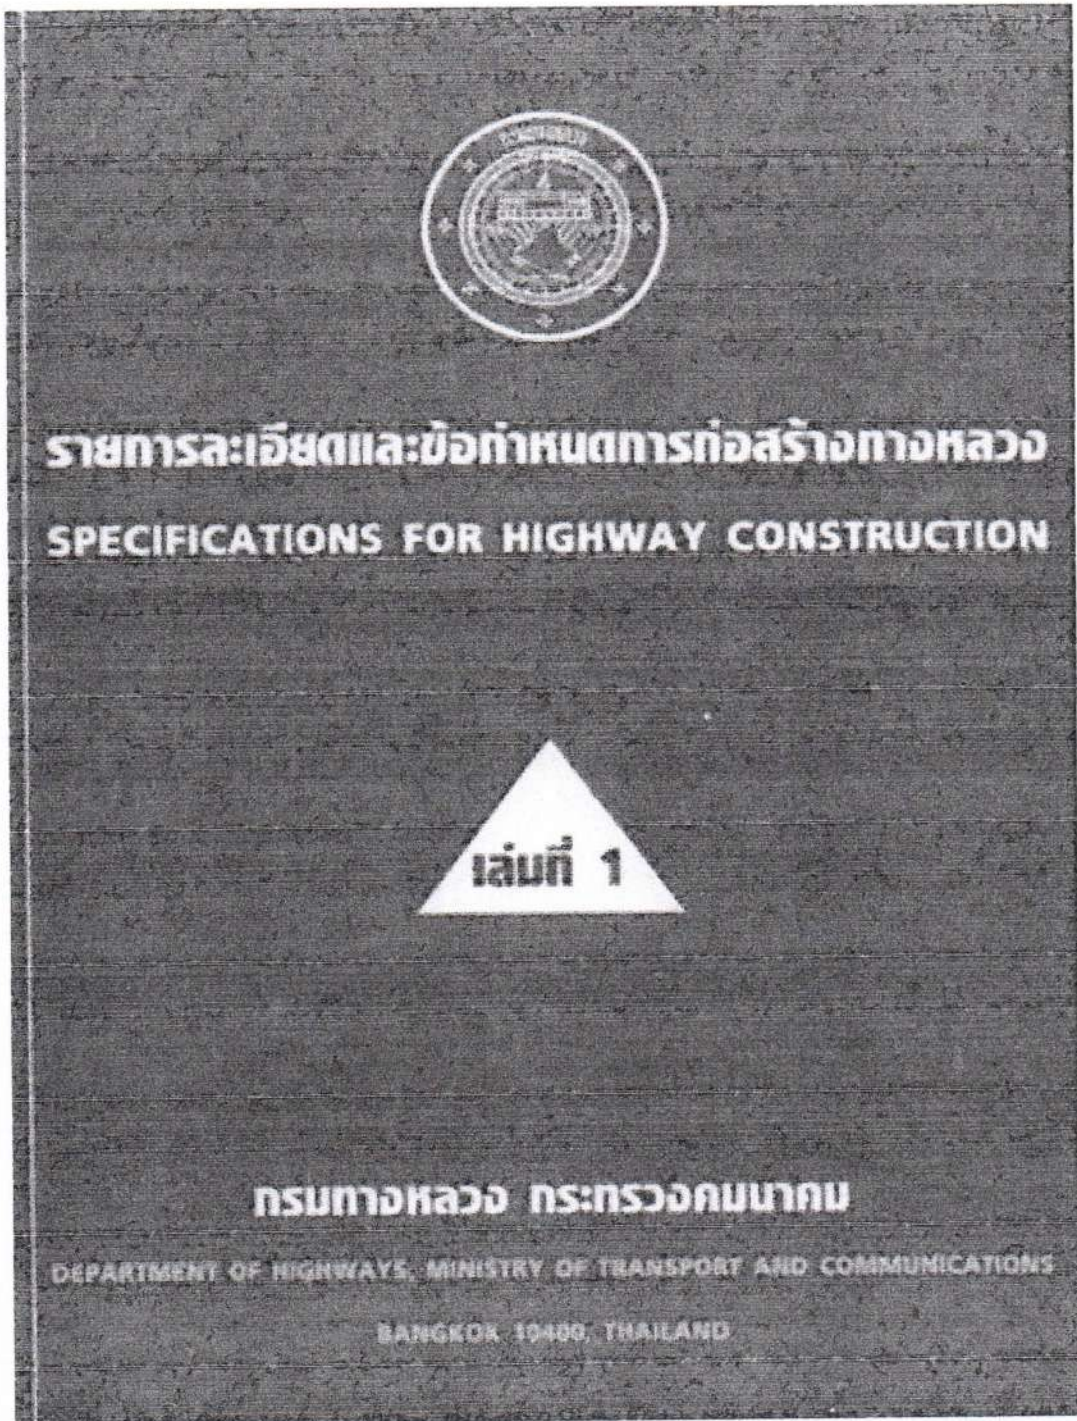 รายการละเอียดและข้อกำหนดการก่อสร้างทางหลวง
SPECIFICATIONS FOR HIGHWAY CONSTRUCTION
เล่มที่ 1
กรมทางหลวง กระทรวงคมนาคม
DEPARTMENT OF HIGHWAYS, MINISTRY OF TRANSPORT AND COMMUNICATIONS
BANGKOK 10400, THAILAND